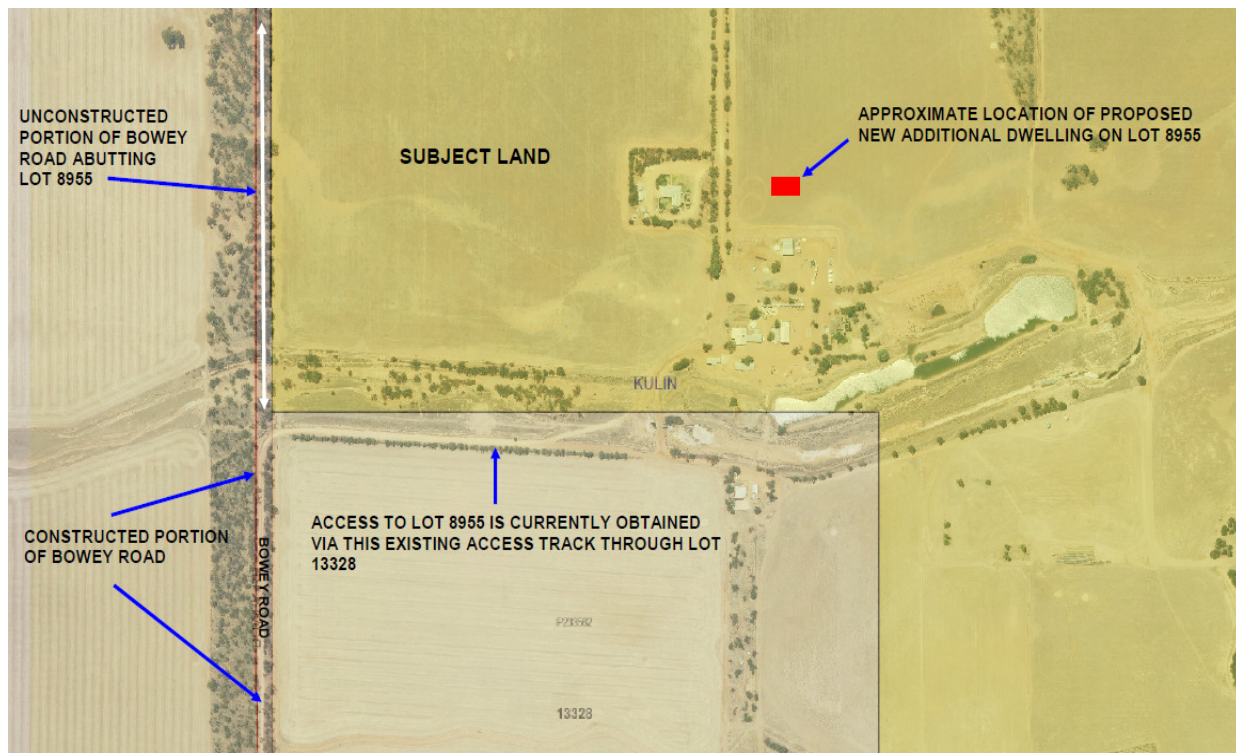 UNCONSTRUCTED
PORTION OF BOWEY
ROAD ABUTTING
LOT 8955
SUBJECT LAND
APPROXIMATE LOCATION OF PROPOSED
NEW ADDITIONAL DWELLING ON LOT 8955
KULIN
CONSTRUCTED PORTION
OF BOWEY ROAD
BOWEY ROAD
ACCESS TO LOT 8955 IS CURRENTLY OBTAINED
VIA THIS EXISTING ACCESS TRACK THROUGH LOT
13328
13328